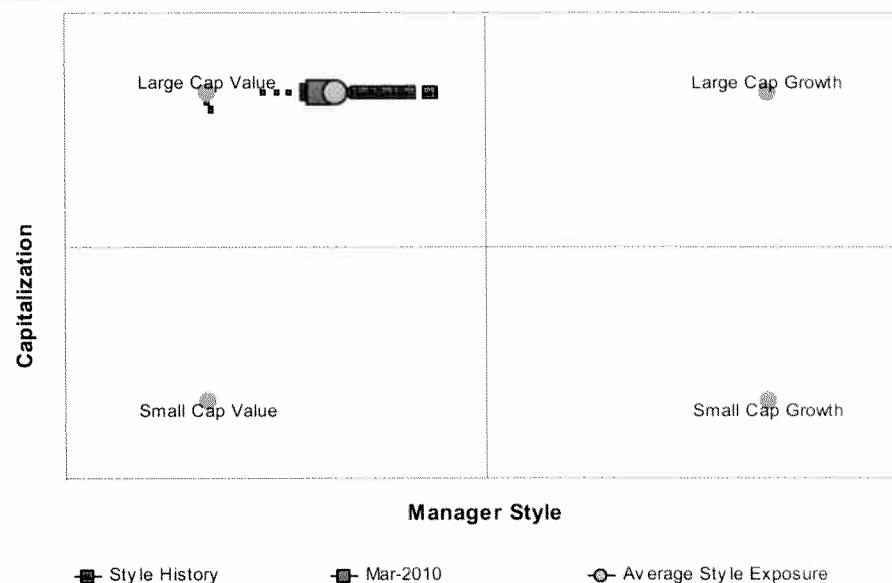 Large Cap Value
Large Cap Growth
Capitalization
Small Cap Value
Small Cap Growth
Manager Style
Style History
Mar-2010
Average Style Exposure